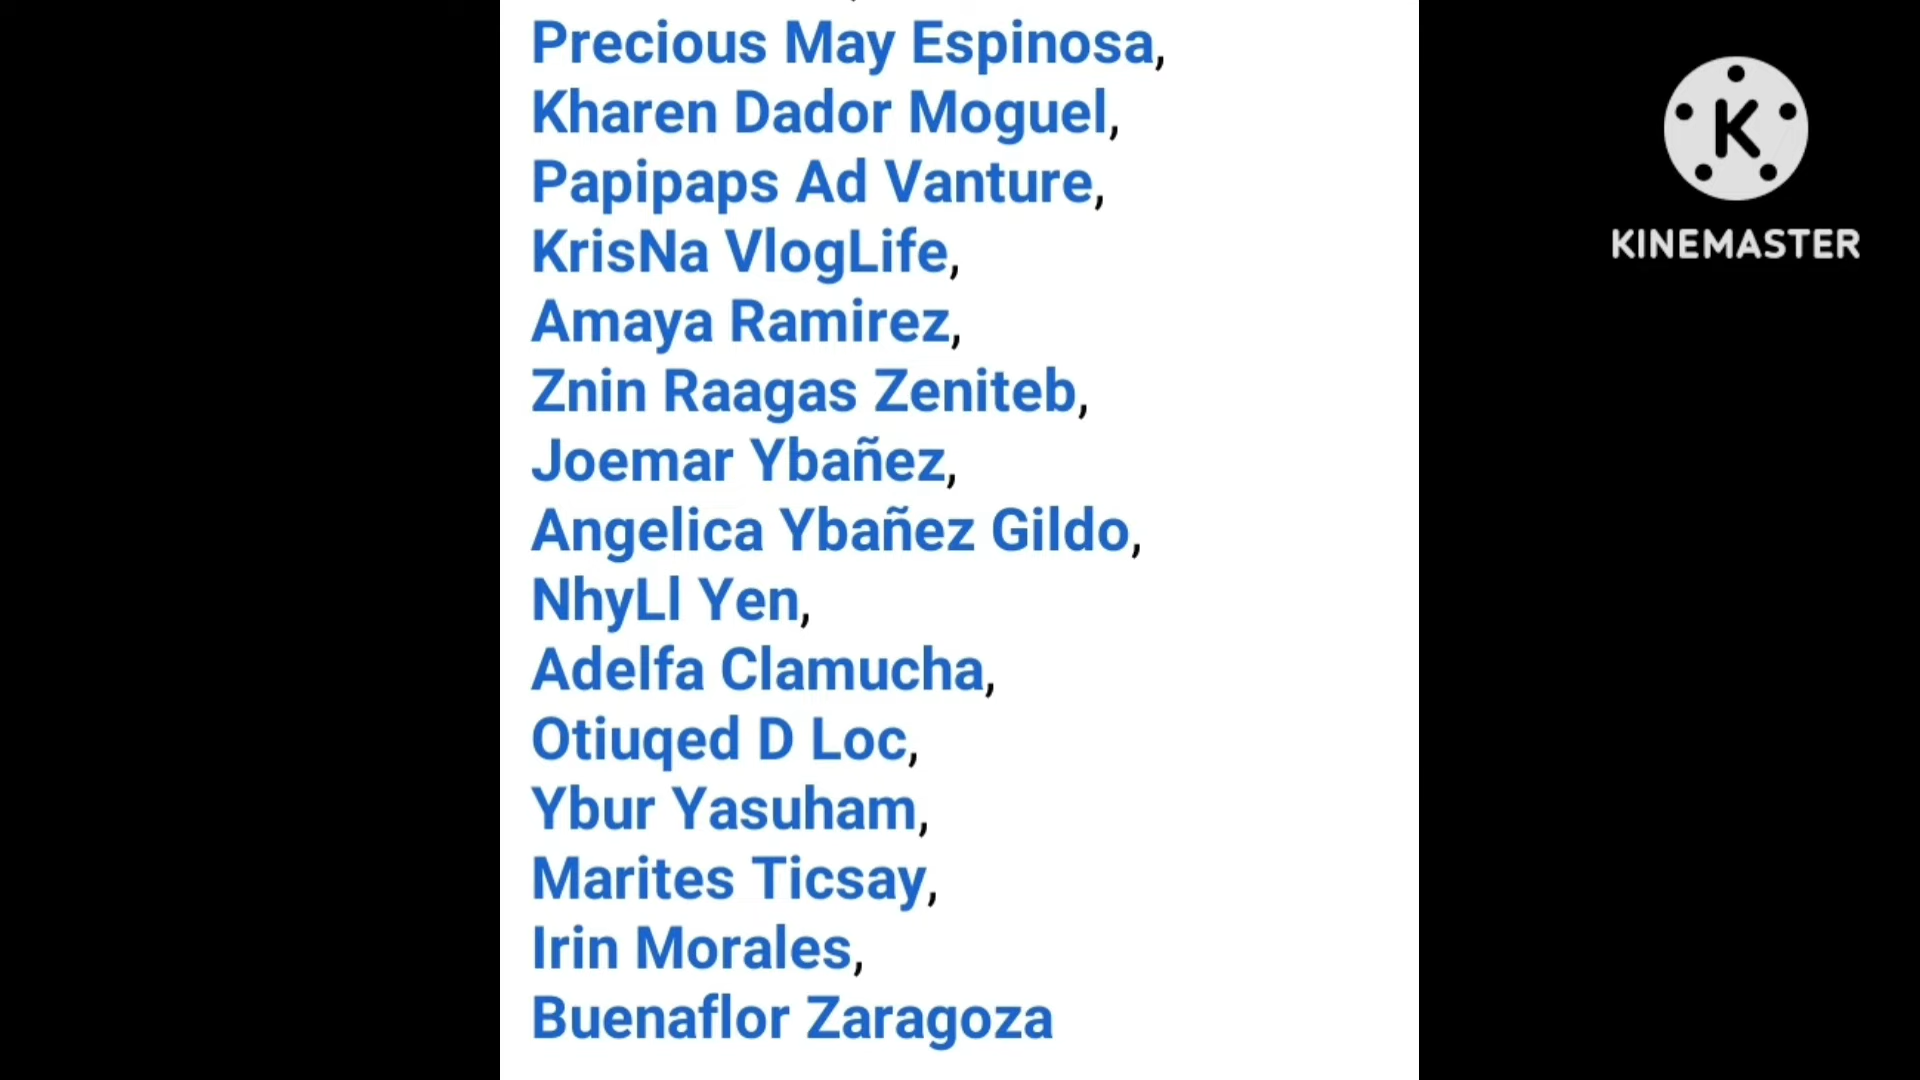 Precious May Espinosa,
Kharen Dador Moguel,
Papipaps Ad Vanture,
KrisNa VlogLife,
Amaya Ramirez,
Znin Raagas Zeniteb,
Joemar Ybañez,
Angelica Ybañez Gildo,
NhyLl Yen,
Adelfa Clamucha,
Otiuqed D Loc,
Ybur Yasuham,
Marites Ticsay,
Irin Morales,
Buenaflor Zaragoza
K
KINEMASTER